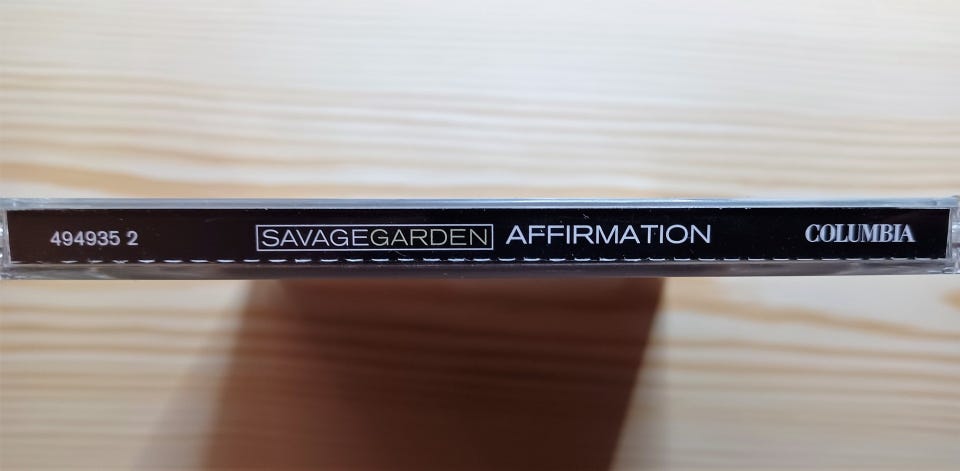 494935 2 SAVAGEGARDEN AFFIRMATION COLUMBIA